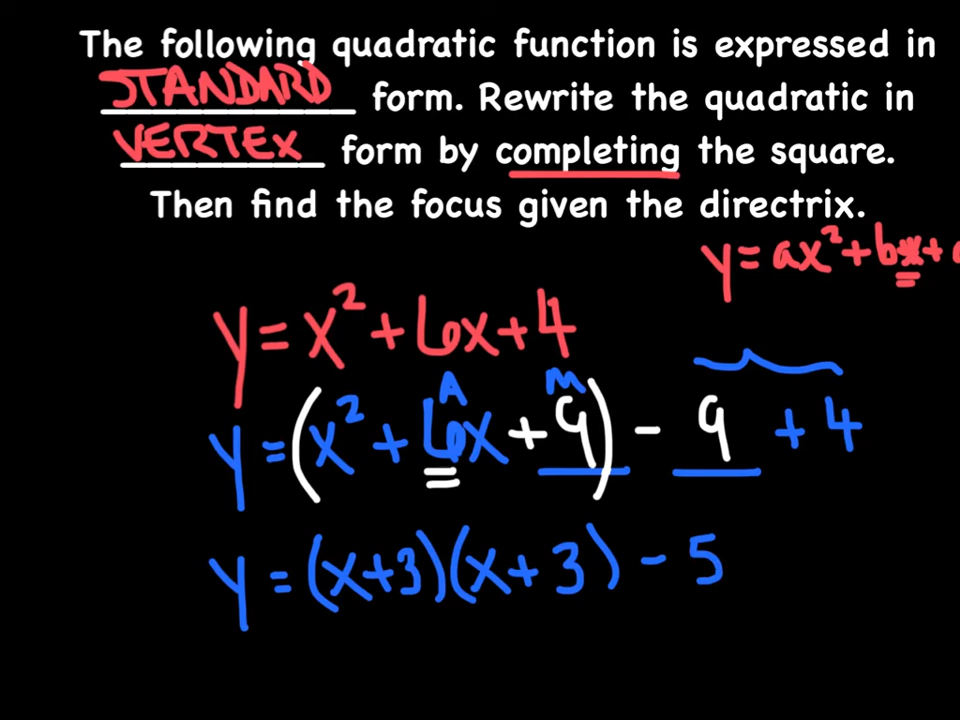 The following quadratic function is expressed in
STANDARD form. Rewrite the quadratic in
VERTEX form by completing the square.
Then find the focus given the directrix.
y = ax² + bx +
y = x² + 6x + 4
A M
y = (x² + 6x + 9) - 9 + 4
y = (x+3)(x+3) - 5